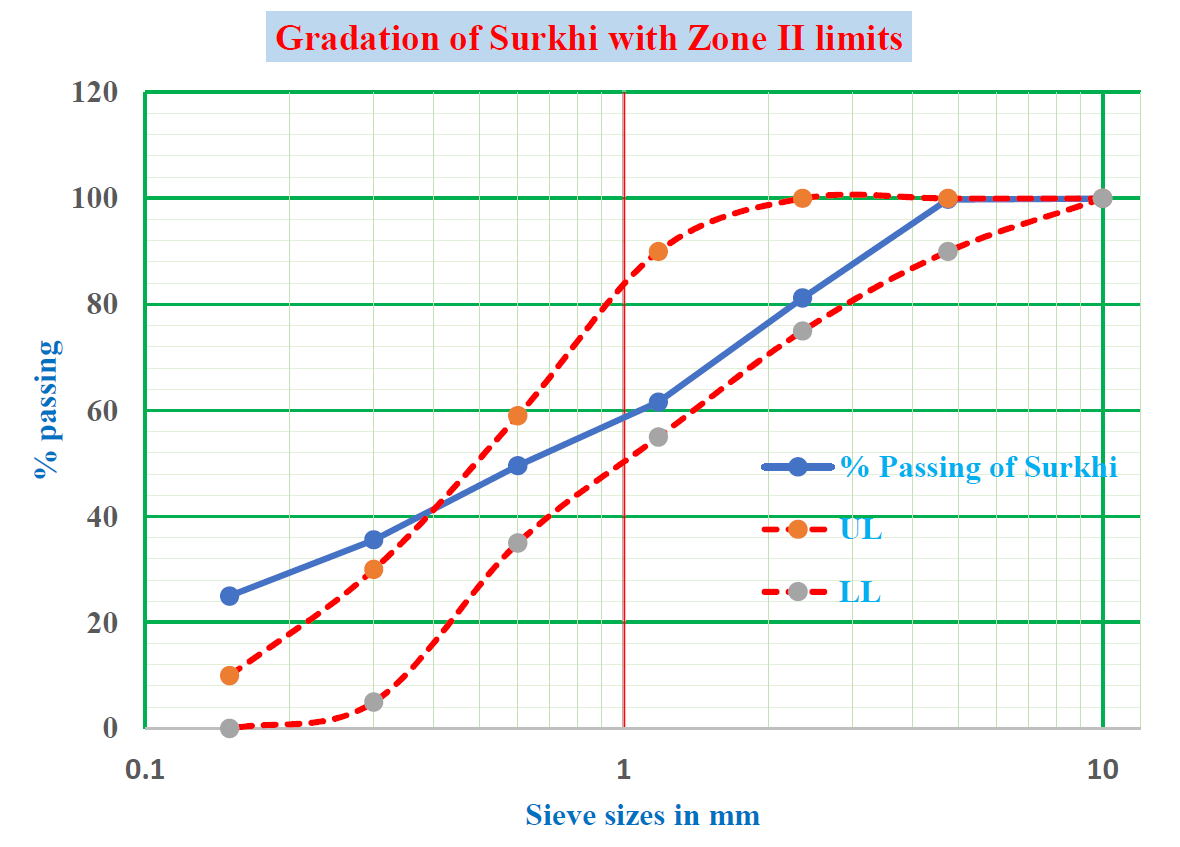 Gradation of Surkhi with Zone II limits
120
100
80
60
40
20
0
% passing
% Passing of Surkhi
UL
LL
0.1
1
10
Sieve sizes in mm